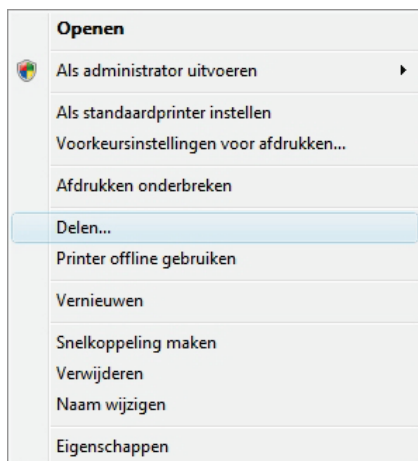 Openen
Als administrator uitvoeren
Als standaardprinter instellen
Voorkeursinstellingen voor afdrukken...
Afdrukken onderbreken
Delen...
Printer offline gebruiken
Vernieuwen
Snelkoppeling maken
Verwijderen
Naam wijzigen
Eigenschappen